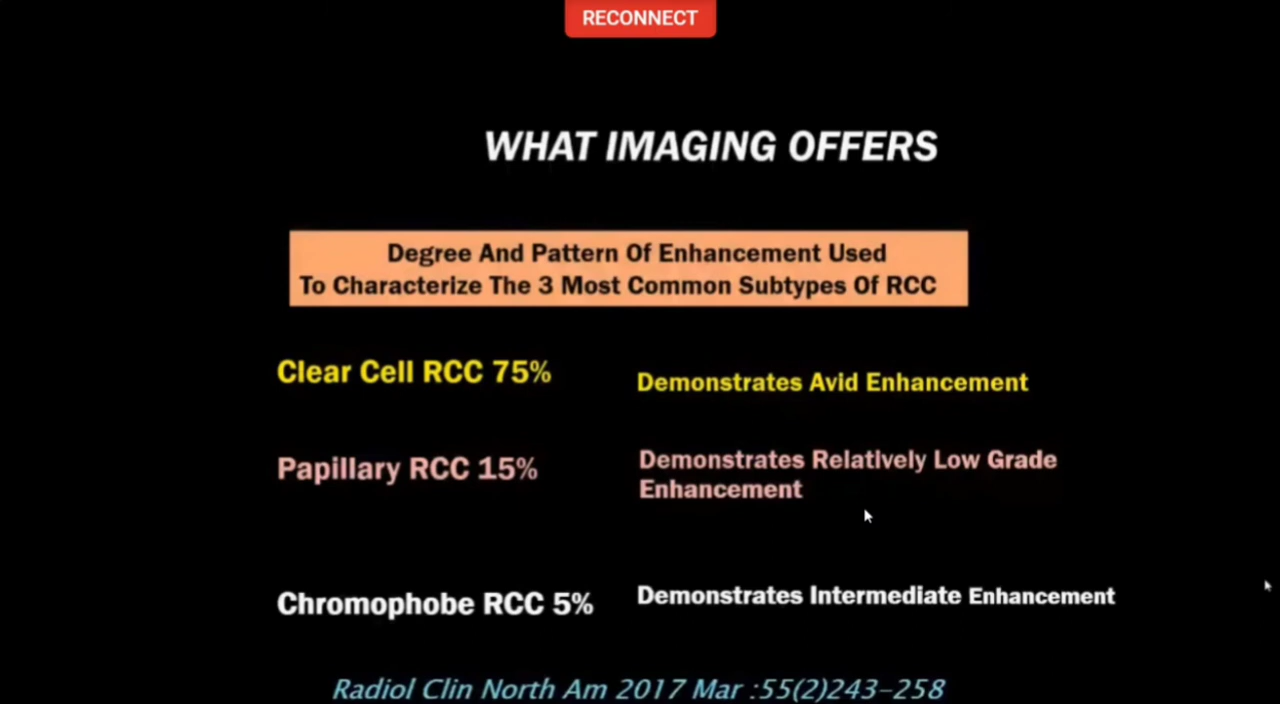 RECONNECT
WHAT IMAGING OFFERS
Degree And Pattern Of Enhancement Used
To Characterize The 3 Most Common Subtypes Of RCC
Clear Cell RCC 75%
Demonstrates Avid Enhancement
Papillary RCC 15%
Demonstrates Relatively Low Grade
Enhancement
Chromophobe RCC 5%
Demonstrates Intermediate Enhancement
Radiol Clin North Am 2017 Mar :55(2)243-258